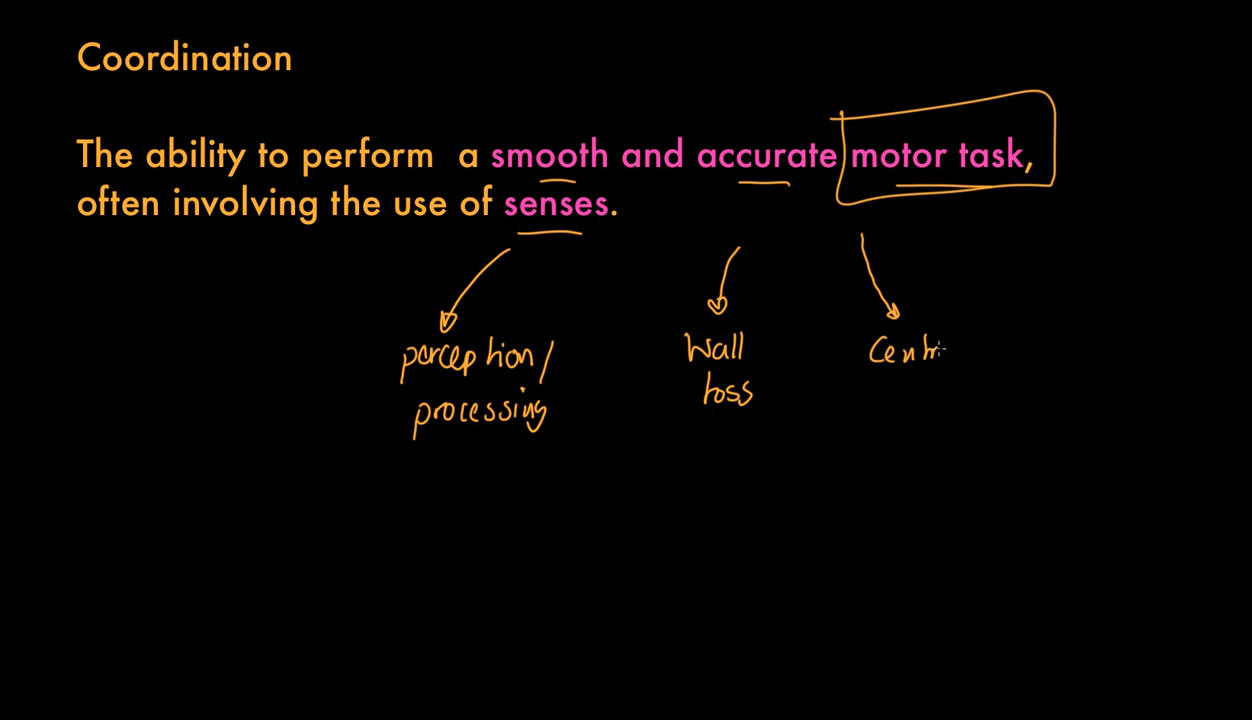 Coordination
The ability to perform a smooth and accurate motor task,
often involving the use of senses.
perception/
processing
Wall
toss
Centr